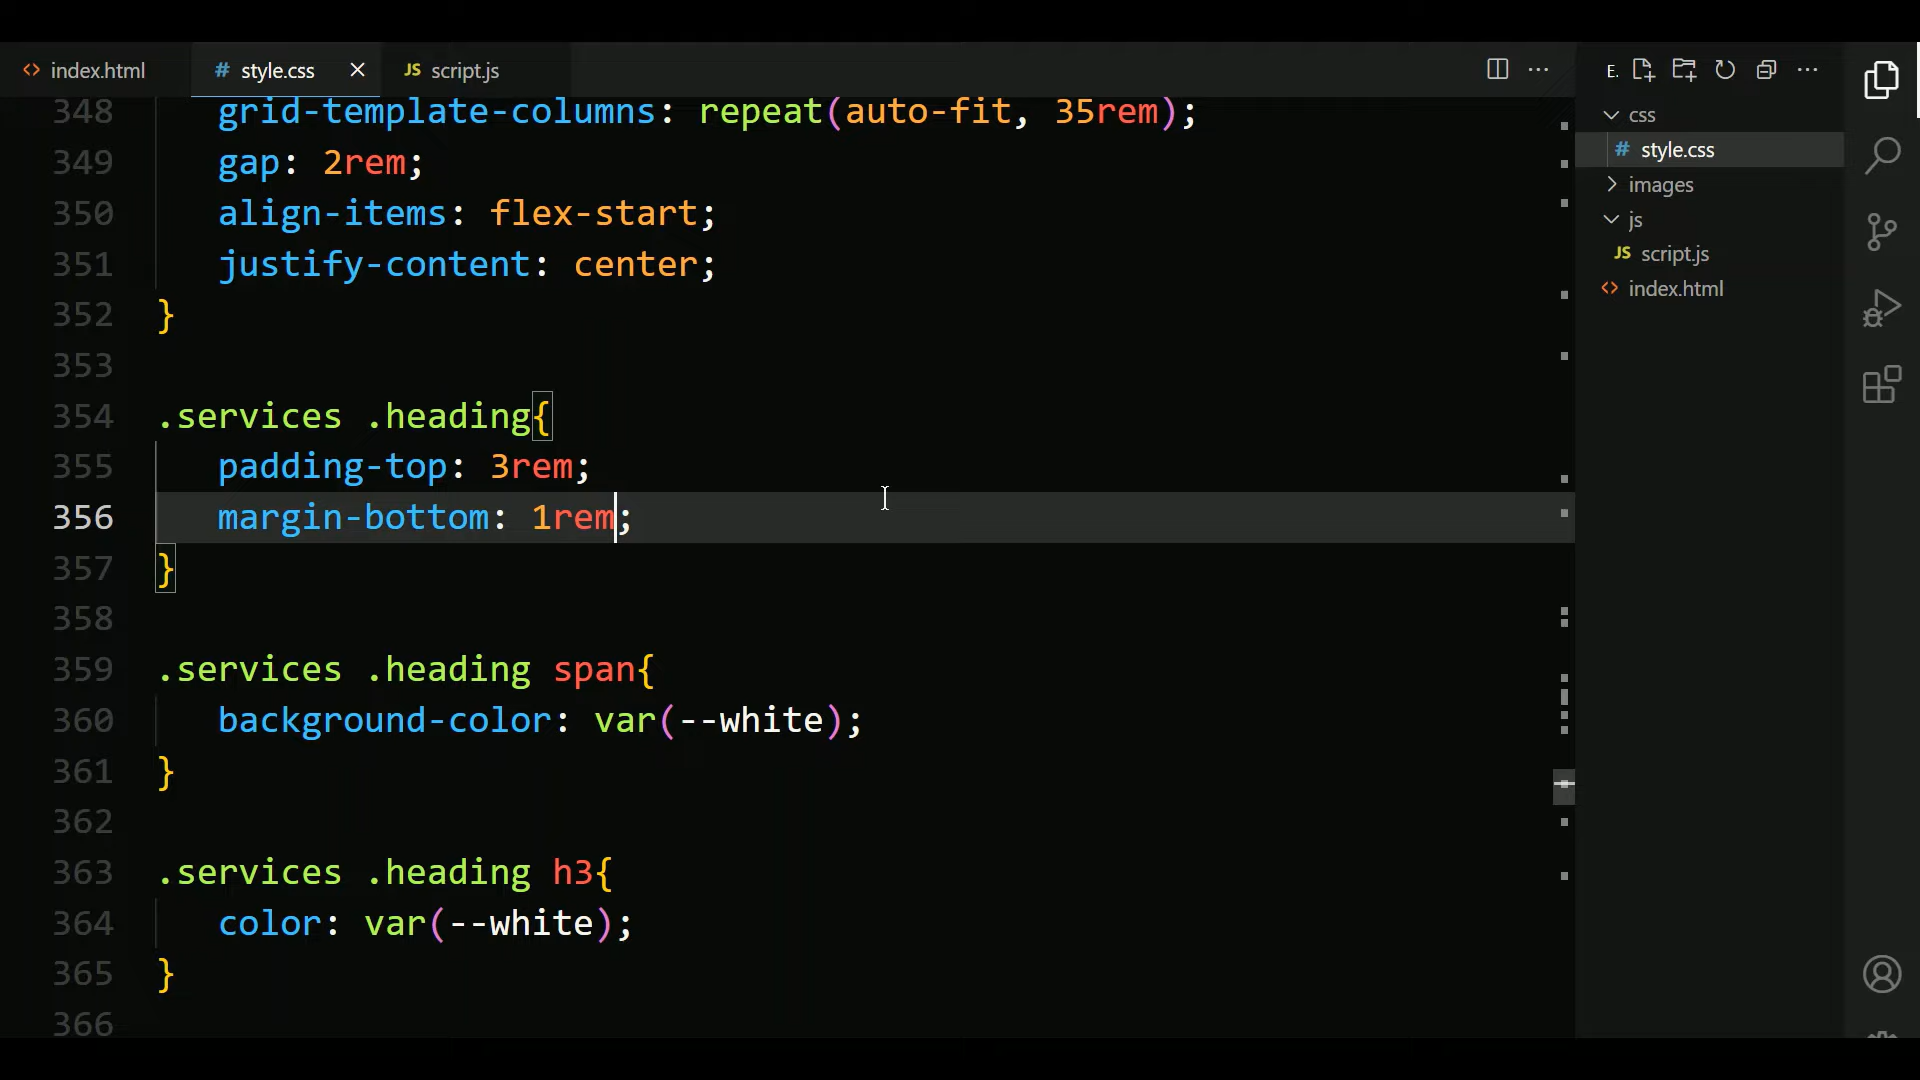 <> index.html # style.css × JS script.js ··· E. ···
348 grid-template-columns: repeat(auto-fit, 35rem);
349 gap: 2rem;
350 align-items: flex-start;
351 justify-content: center;
352 }
353
354 .services .heading{
355 padding-top: 3rem;
356 margin-bottom: 1rem;
357 }
358
359 .services .heading span{
360 background-color: var(--white);
361 }
362
363 .services .heading h3{
364 color: var(--white);
365 }
366
css
# style.css
images
js
JS script.js
<> index.html